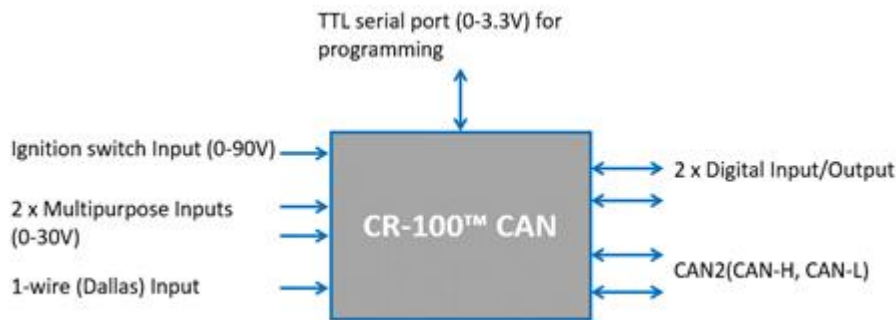 TTL serial port (0-3.3V) for
programming
Ignition switch Input (0-90V)
2 x Digital Input/Output
2 x Multipurpose Inputs
(0-30V)
CR-100™ CAN
1-wire (Dallas) Input
CAN2(CAN-H, CAN-L)